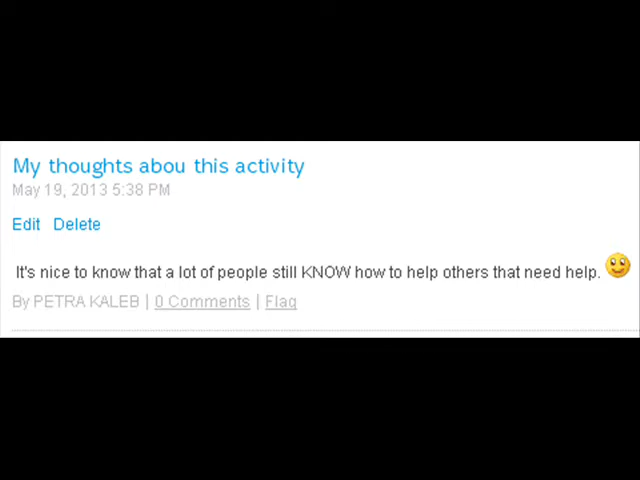 My thoughts abou this activity
May 19, 2013 5:38 PM
Edit Delete
It's nice to know that a lot of people still KNOW how to help others that need help.
By PETRA KALEB | 0 Comments | Flag